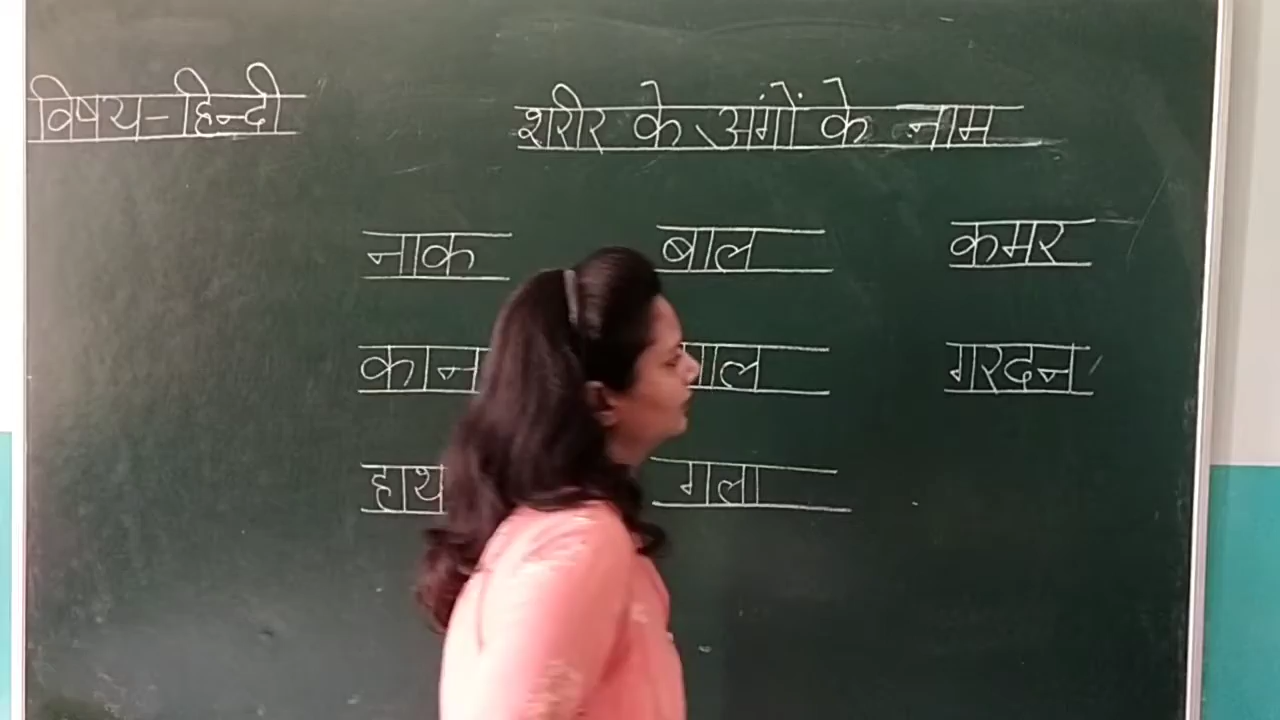 विषय-हिन्दी
शरीर के अंगों के नाम
नाक बाल कमर
कान गरदन
हाथ गला